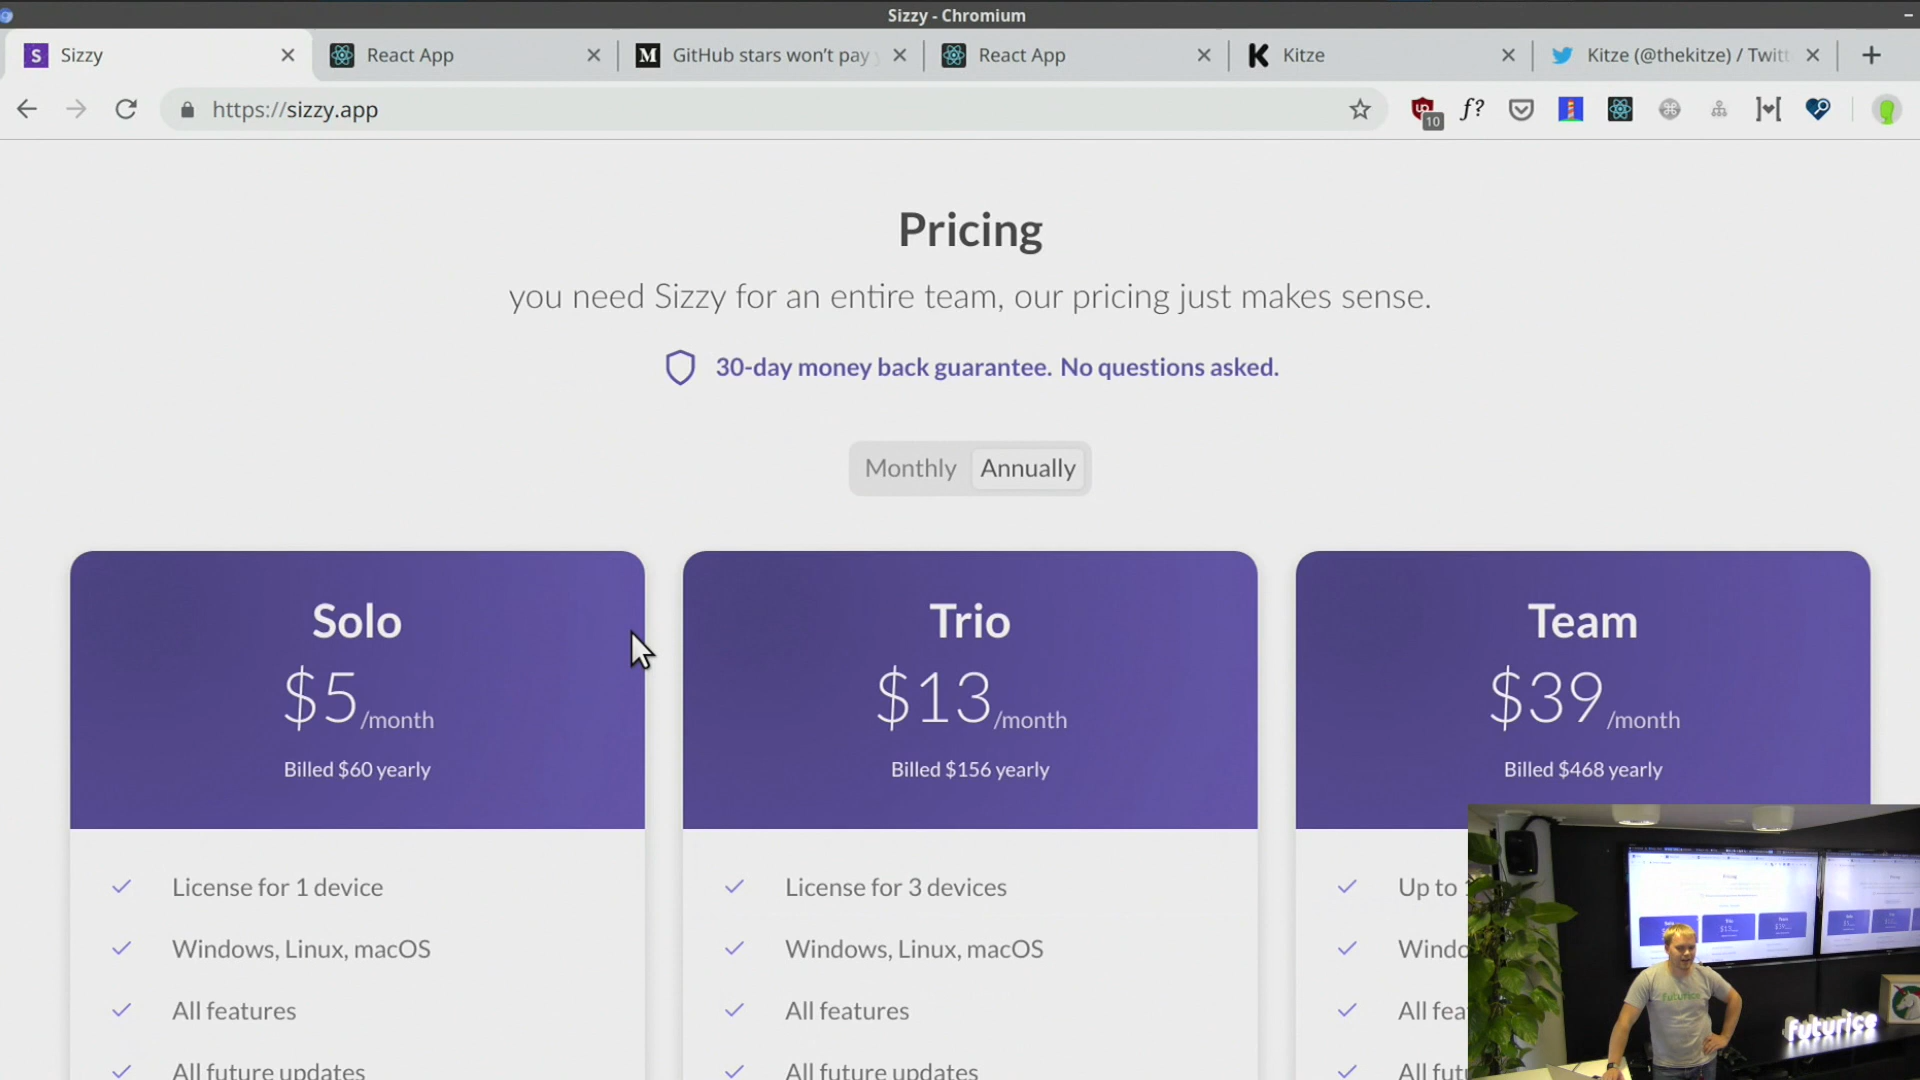 Sizzy - Chromium
Sizzy
React App
GitHub stars won't pay
React App
Kitze
Kitze (@thekitze) / Twitt
https://sizzy.app
10
f?
Pricing
you need Sizzy for an entire team, our pricing just makes sense.
30-day money back guarantee. No questions asked.
Monthly Annually
Solo
$5/month
Billed $60 yearly
License for 1 device
Windows, Linux, macOS
All features
All future updates
Trio
$13/month
Billed $156 yearly
License for 3 devices
Windows, Linux, macOS
All features
All future updates
Team
$39/month
Billed $468 yearly
Up to
Windo
All fea
All fut
futurice
futurice